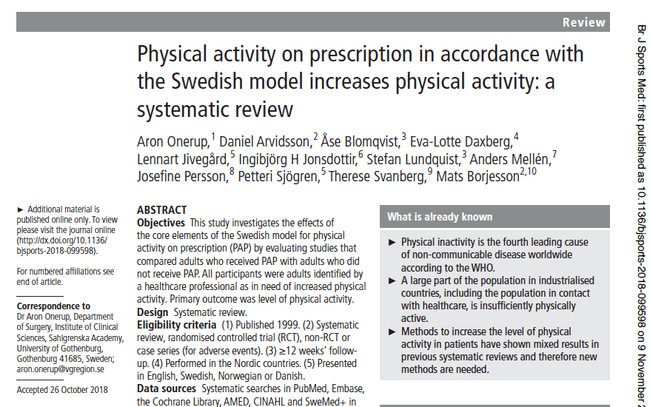 Review
Physical activity on prescription in accordance with
the Swedish model increases physical activity: a
systematic review
Aron Onerup,1 Daniel Arvidsson,2 Åse Blomqvist,3 Eva-Lotte Daxberg,4
Lennart Jivegård,5 Ingibjörg H Jonsdottir,6 Stefan Lundquist,3 Anders Mellén,7
Josefine Persson,8 Petteri Sjögren,5 Therese Svanberg,9 Mats Borjesson2,10
► Additional material is
published online only. To view
please visit the journal online
(http://dx.doi.org/10.1136/
bjsports-2018-099598).
For numbered affiliations see
end of article.
Correspondence to
Dr Aron Onerup, Department
of Surgery, Institute of Clinical
Sciences, Sahlgrenska Academy,
University of Gothenburg,
Gothenburg 41685, Sweden;
aron.onerup@vgregion.se
Accepted 26 October 2018
ABSTRACT
Objectives This study investigates the effects of
the core elements of the Swedish model for physical
activity on prescription (PAP) by evaluating studies that
compared adults who received PAP with adults who did
not receive PAP. All participants were adults identified by
a healthcare professional as in need of increased physical
activity. Primary outcome was level of physical activity.
Design Systematic review.
Eligibility criteria (1) Published 1999. (2) Systematic
review, randomised controlled trial (RCT), non-RCT or
case series (for adverse events). (3) ≥12 weeks' follow-
up. (4) Performed in the Nordic countries. (5) Presented
in English, Swedish, Norwegian or Danish.
Data sources Systematic searches in PubMed, Embase,
the Cochrane Library, AMED, CINAHL and SweMed+ in
What is already known
► Physical inactivity is the fourth leading cause
of non-communicable disease worldwide
according to the WHO.
► A large part of the population in industrialised
countries, including the population in contact
with healthcare, is insufficiently physically
active.
► Methods to increase the level of physical
activity in patients have shown mixed results in
previous systematic reviews and therefore new
methods are needed.
Br J Sports Med: first published as 10.1136/bjsports-2018-099598 on 9 November